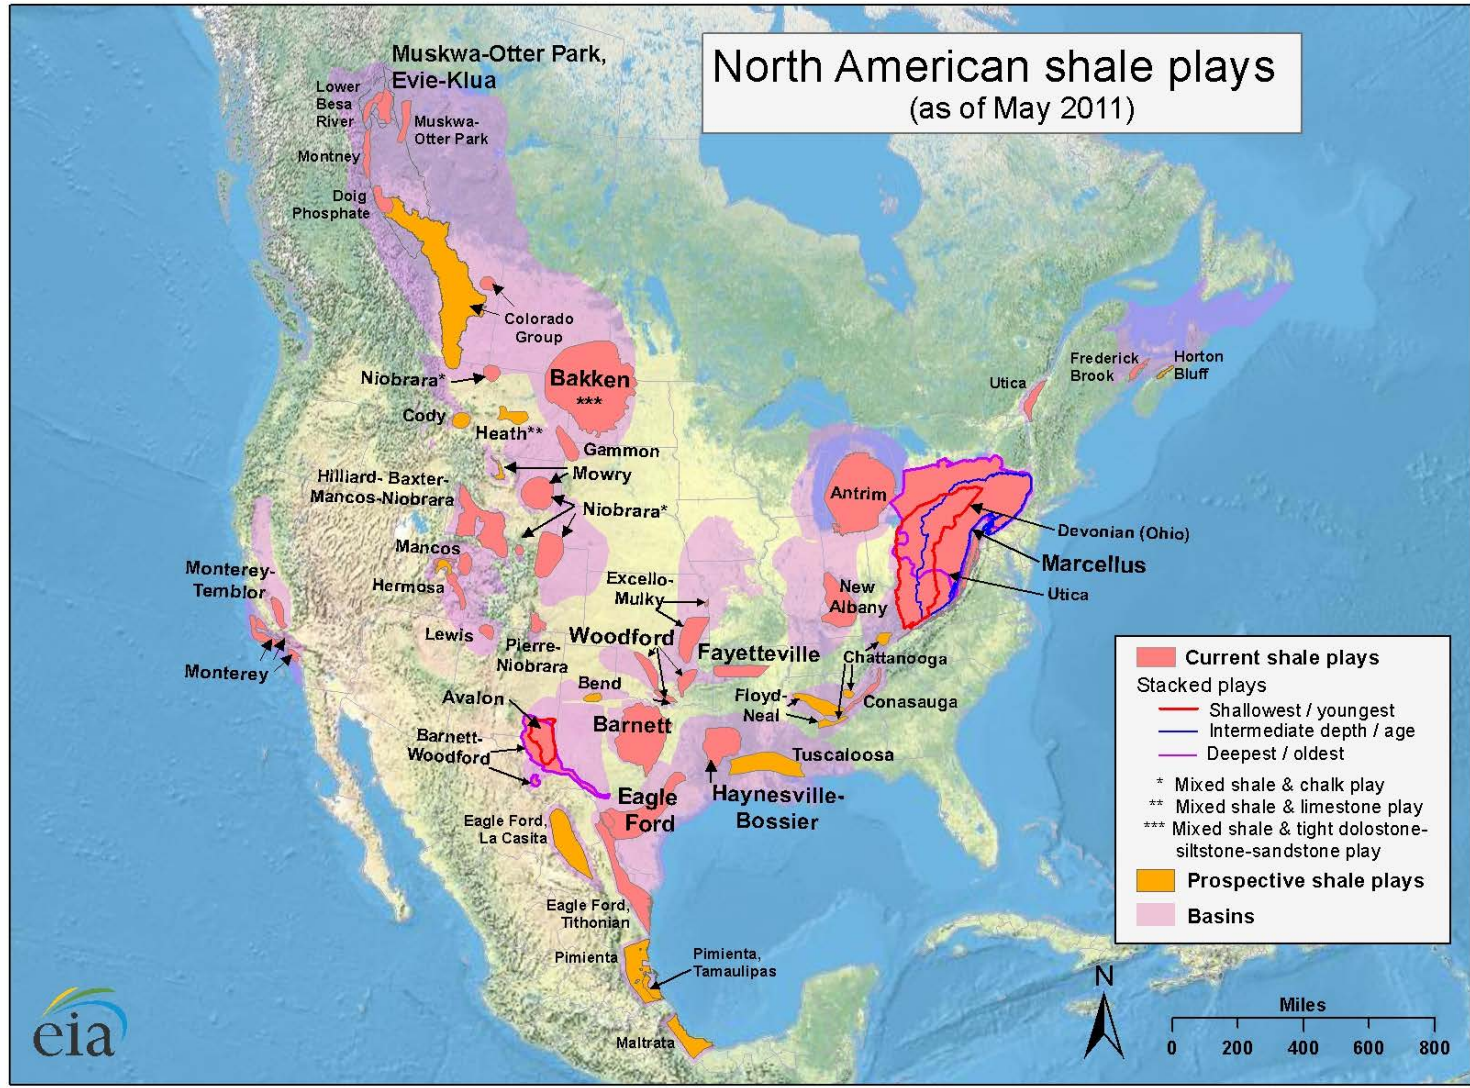 North American shale plays
(as of May 2011)
Muskwa-Otter Park,
Evie-Klua
Lower
Besa
River
Muskwa-
Otter Park
Montney
Doig
Phosphate
Colorado
Group
Niobrara*
Bakken
***
Cody
Heath**
Gammon
Mowry
Hilliard- Baxter-
Mancos-Niobrara
Niobrara*
Mancos
Hermosa
Monterey-
Temblor
Monterey
Lewis
Pierre-
Niobrara
Excello-
Mulky
Woodford
Fayetteville
Bend
Avalon
Barnett
Barnett-
Woodford
Eagle
Ford
Eagle Ford,
La Casita
Eagle Ford,
Tithonian
Pimienta
Pimienta,
Tamaulipas
Maltrata
Antrim
New
Albany
Utica
Frederick
Brook
Horton
Bluff
Devonian (Ohio)
Marcellus
Utica
Chattanooga
Floyd-
Neal
Conasauga
Tuscaloosa
Haynesville-
Bossier
Current shale plays
Stacked plays
Shallowest / youngest
Intermediate depth / age
Deepest / oldest
* Mixed shale & chalk play
** Mixed shale & limestone play
*** Mixed shale & tight dolostone-
siltstone-sandstone play
Prospective shale plays
Basins
N
Miles
0 200 400 600 800
eia